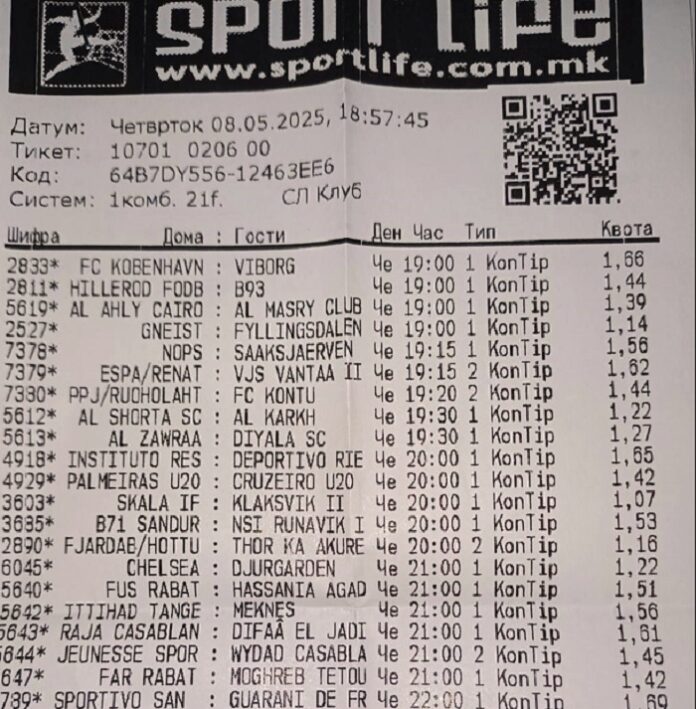 SPORT LIFE
www.sportlife.com.mk
Датум: Четврток 08.05.2025, 18:57:45
Тикет: 10701 0206 00
Код: 64B7DY556-12463EE6
Систем: 1комб. 21f. СЛ Клуб
Шифра Дома : Гости Ден Час Тип Квота
2833* FC KOBENHAVN : VIBORG Че 19:00 1 KonTip 1,66
2811* HILLEROD FODB : B93 Че 19:00 1 KonTip 1,44
5619* AL AHLY CAIRO : AL MASRY CLUB Че 19:00 1 KonTip 1,39
2527* GNEIST : FYLLINGSDALEN Че 19:00 1 KonTip 1,14
7378* NOPS : SAAKSJAERVEN Че 19:15 1 KonTip 1,56
7379* ESPA/RENAT : VJS VANTAA II Че 19:15 2 KonTip 1,62
7330* PPJ/RUOHOLAHT : FC KONTU Че 19:20 2 KonTip 1,44
5612* AL SHORTA SC : AL KARKH Че 19:30 1 KonTip 1,22
5613* AL ZAWRAA : DIYALA SC Че 19:30 1 KonTip 1,27
4918* INSTITUTO RES : DEPORTIVO RIE Че 20:00 1 KonTip 1,65
4929* PALMEIRAS U20 : CRUZEIRO U20 Че 20:00 1 KonTip 1,42
3603* SKALA IF : KLAKSVIK II Че 20:00 1 KonTip 1,07
3685* B71 SANDUR : NSI RUNAVIK I Че 20:00 1 KonTip 1,53
2890* FJARDAB/HOTTU : THOR KA AKURE Че 20:00 2 KonTip 1,16
6045* CHELSEA : DJURGARDEN Че 21:00 1 KonTip 1,22
5640* FUS RABAT : HASSANIA AGAD Че 21:00 1 KonTip 1,51
5642* ITTIHAD TANGE : MEKNES Че 21:00 1 KonTip 1,56
5643* RAJA CASABLAN : DIFAÂ EL JADI Че 21:00 1 KonTip 1,61
5644* JEUNESSE SPOR : WYDAD CASABLA Че 21:00 2 KonTip 1,45
647* FAR RABAT : MOGHREB TETOU Че 21:00 1 KonTip 1,42
789* SPORTIVO SAN : GUARANI DE FR Че 22:00 1 KonTip 1,69